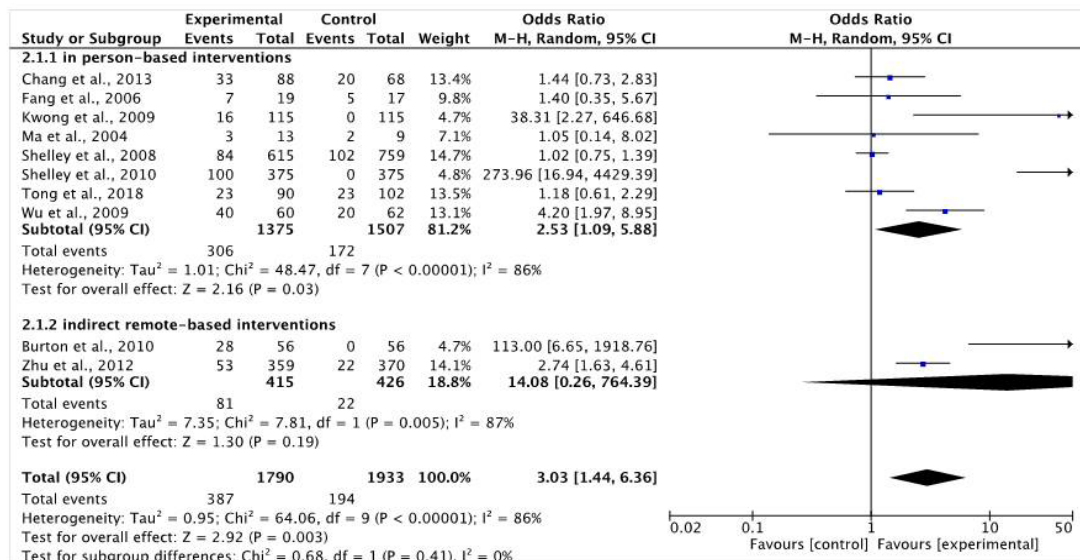 Experimental Control Odds Ratio Odds Ratio
Study or Subgroup Events Total Events Total Weight M-H, Random, 95% CI M-H, Random, 95% CI
2.1.1 in person-based interventions
Chang et al., 2013 33 88 20 68 13.4% 1.44 [0.73, 2.83]
Fang et al., 2006 7 19 5 17 9.8% 1.40 [0.35, 5.67]
Kwong et al., 2009 16 115 0 115 4.7% 38.31 [2.27, 646.68]
Ma et al., 2004 3 13 2 9 7.1% 1.05 [0.14, 8.02]
Shelley et al., 2008 84 615 102 759 14.7% 1.02 [0.75, 1.39]
Shelley et al., 2010 100 375 0 375 4.8% 273.96 [16.94, 4429.39]
Tong et al., 2018 23 90 23 102 13.5% 1.18 [0.61, 2.29]
Wu et al., 2009 40 60 20 62 13.1% 4.20 [1.97, 8.95]
Subtotal (95% CI) 1375 1507 81.2% 2.53 [1.09, 5.88]
Total events 306 172
Heterogeneity: Tau² = 1.01; Chi² = 48.47, df = 7 (P < 0.00001); I² = 86%
Test for overall effect: Z = 2.16 (P = 0.03)
2.1.2 indirect remote-based interventions
Burton et al., 2010 28 56 0 56 4.7% 113.00 [6.65, 1918.76]
Zhu et al., 2012 53 359 22 370 14.1% 2.74 [1.63, 4.61]
Subtotal (95% CI) 415 426 18.8% 14.08 [0.26, 764.39]
Total events 81 22
Heterogeneity: Tau² = 7.35; Chi² = 7.81, df = 1 (P = 0.005); I² = 87%
Test for overall effect: Z = 1.30 (P = 0.19)
Total (95% CI) 1790 1933 100.0% 3.03 [1.44, 6.36]
Total events 387 194
Heterogeneity: Tau² = 0.95; Chi² = 64.06, df = 9 (P < 0.00001); I² = 86%
Test for overall effect: Z = 2.92 (P = 0.003)
Test for subgroup differences: Chi² = 0.68, df = 1 (P = 0.41), I² = 0%
0.02 0.1 1 10 50
Favours [control] Favours [experimental]